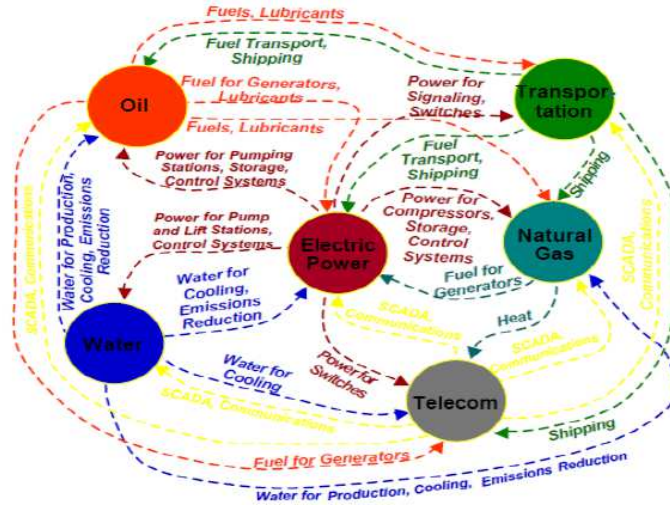 Fuels, Lubricants
Fuel Transport,
Shipping
Oil
Fuel for Generators,
Lubricants
Power for
Signaling,
Switches
Transpor-
tation
Fuels, Lubricants
Power for Pumping
Stations, Storage,
Control Systems
Fuel Transport,
Shipping
Shipping
Power for
Compressors,
Storage,
Control
Systems
Power for Pump
and Lift Stations,
Control Systems
Electric
Power
Natural
Gas
SCADA, Communications
Water for Production,
Cooling, Emissions
Reduction
Water for
Cooling,
Emissions
Reduction
Fuel for
Generators
SCADA,
Communications
SCADA,
Communications
Heat
SCADA,
Communications
Water
Water for
Cooling
Power for
Switches
SCADA, Communications
Telecom
Shipping
Fuel for Generators
Water for Production, Cooling, Emissions Reduction